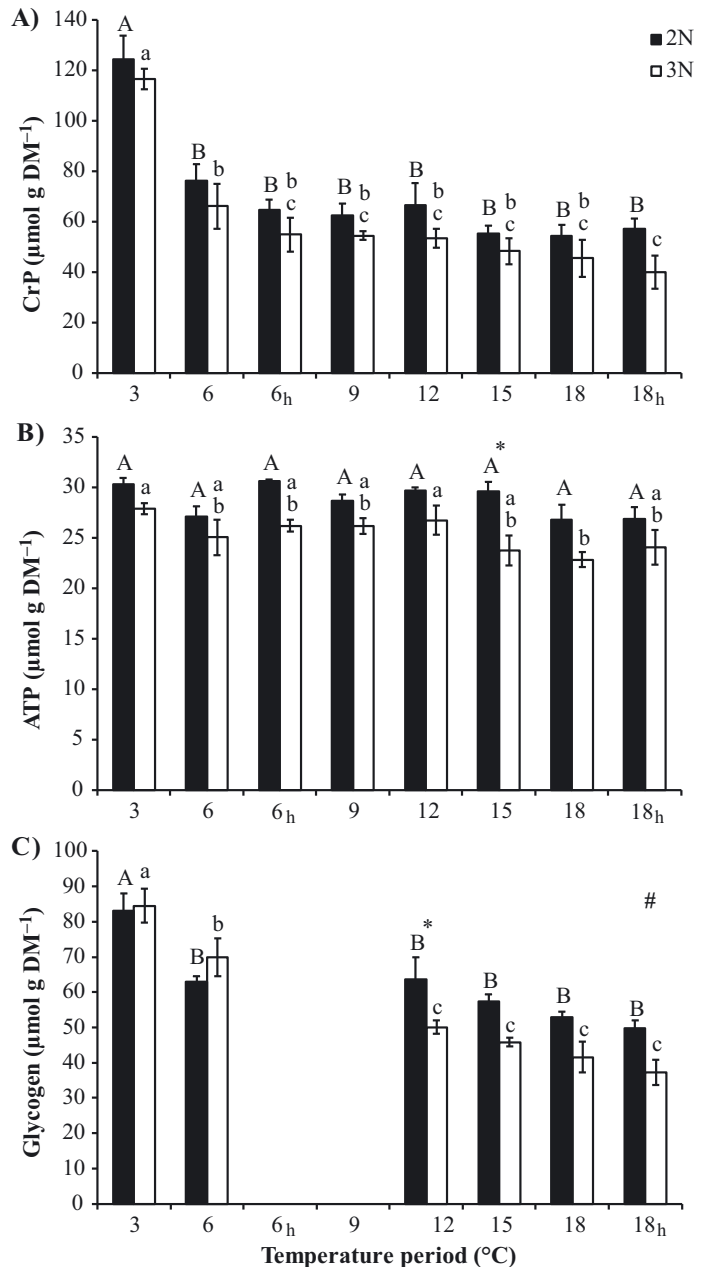 A)
140
120
100
80
60
40
20
0
CrP (µmol g DM⁻¹)
2N
3N
A a
B b
B b c
B b c
B b c
B b c
B b c
B c
3 6 6h 9 12 15 18 18h
B)
35
30
25
20
15
10
5
0
ATP (µmol g DM⁻¹)
A a
A a b
A a b
A a b
A a
* A a b
A b
A a b
3 6 6h 9 12 15 18 18h
C)
100
90
80
70
60
50
40
30
20
10
0
Glycogen (µmol g DM⁻¹)
#
A a
B b
* B c
B c
B c
B c
3 6 6h 9 12 15 18 18h
Temperature period (°C)